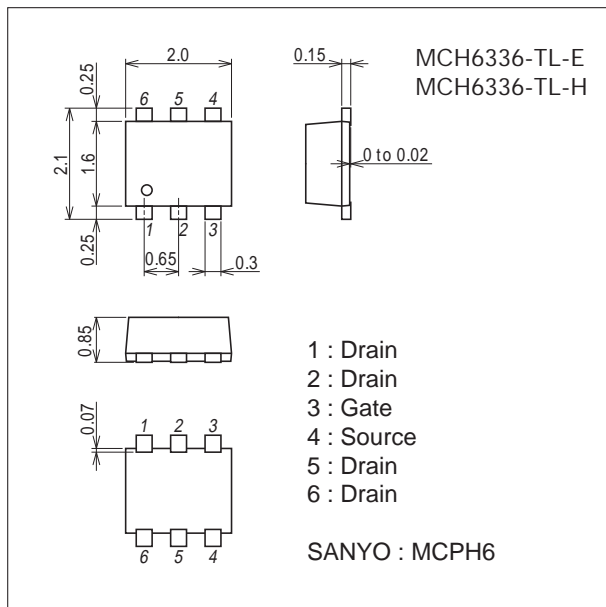 MCH6336-TL-E
MCH6336-TL-H
2.0
0.15
0.25
6 5 4
2.1
1.6
0 to 0.02
0.25
1 2 3
0.65
0.3
0.85
1 : Drain
2 : Drain
3 : Gate
4 : Source
5 : Drain
6 : Drain
0.07
1 2 3
6 5 4
SANYO : MCPH6